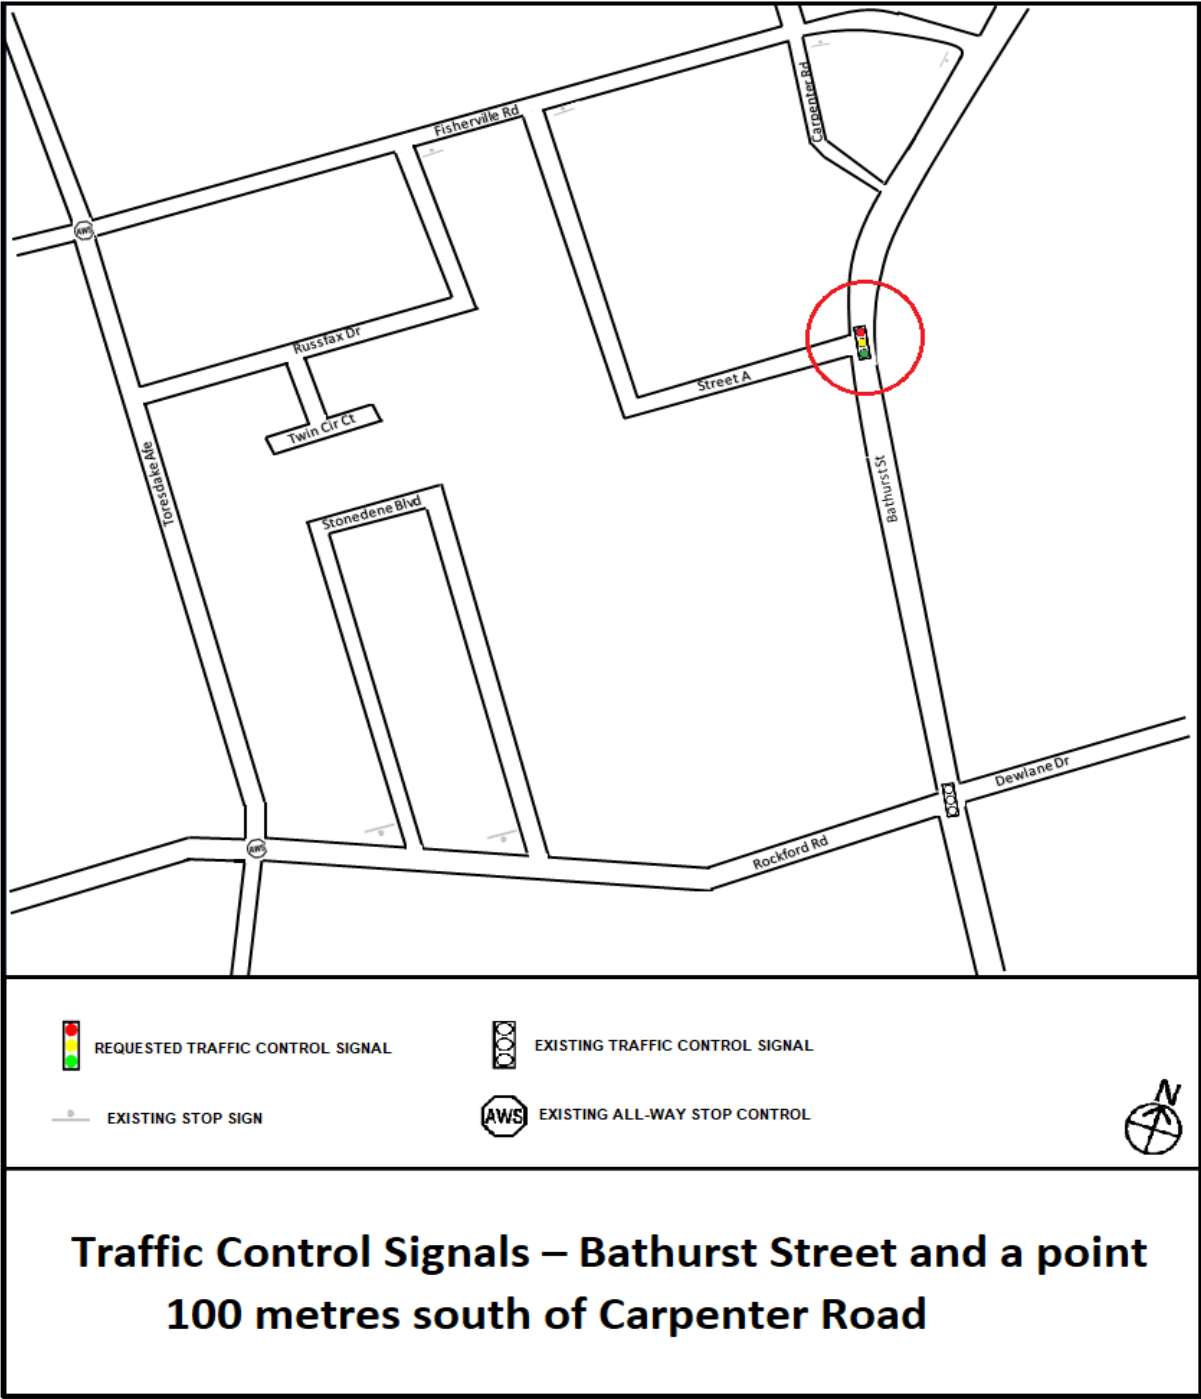 Carpenter Rd
Fisherville Rd
AWS
Russfax Dr
Street A
Twin Cir Ct
Toresdake Afe
Bathurst St
Stonedene Blvd
Dewlane Dr
Rockford Rd
AWS
REQUESTED TRAFFIC CONTROL SIGNAL
EXISTING TRAFFIC CONTROL SIGNAL
EXISTING STOP SIGN
AWS EXISTING ALL-WAY STOP CONTROL
N
Traffic Control Signals – Bathurst Street and a point
100 metres south of Carpenter Road